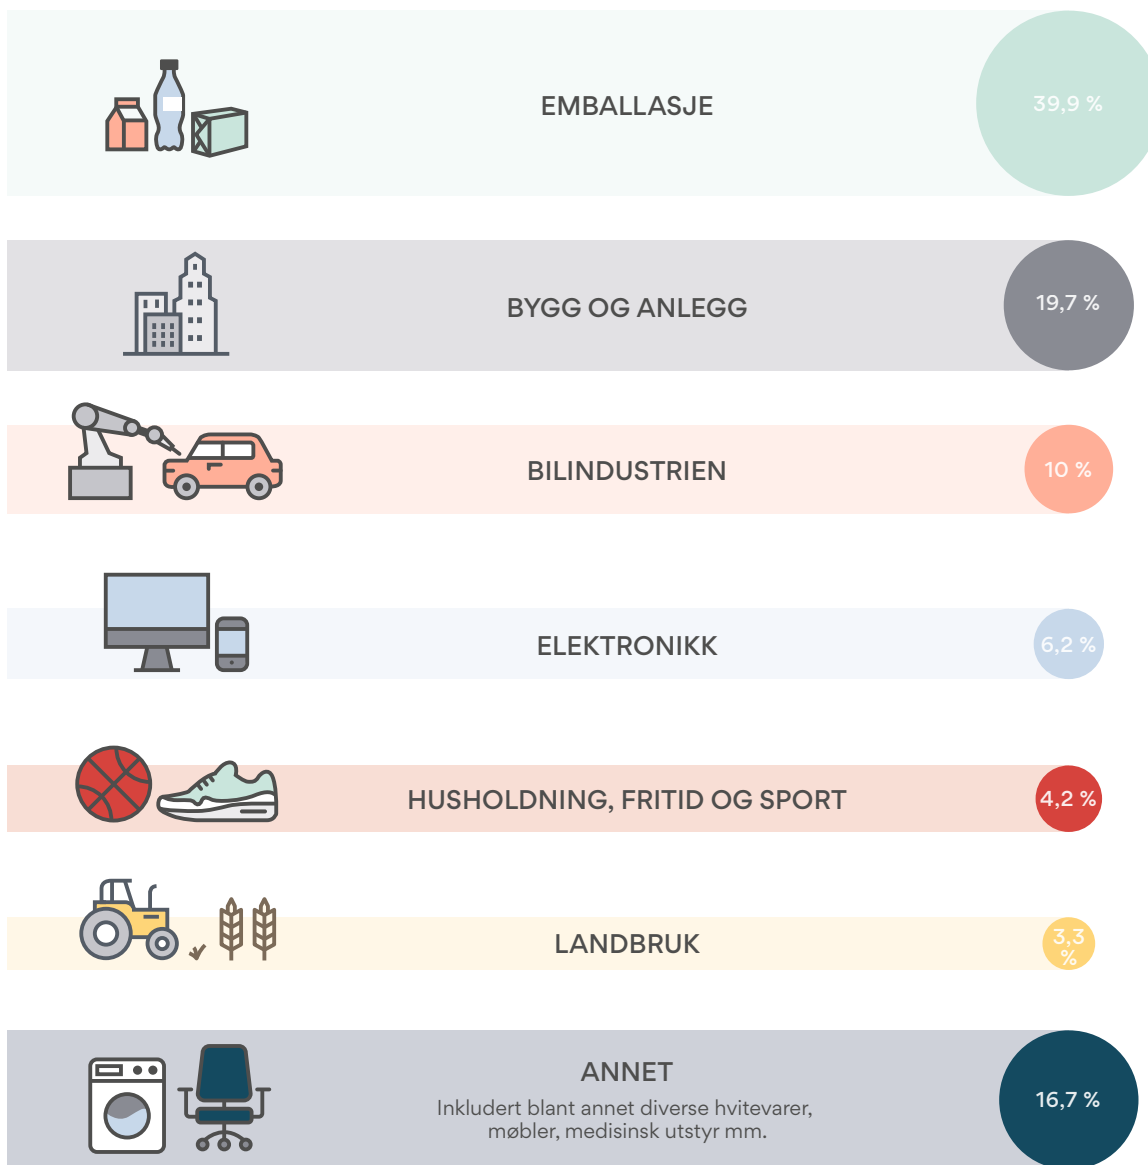 EMBALLASJE
39,9 %
BYGG OG ANLEGG
19,7 %
BILINDUSTRIEN
10 %
ELEKTRONIKK
6,2 %
HUSHOLDNING, FRITID OG SPORT
4,2 %
LANDBRUK
3,3
%
ANNET
Inkludert blant annet diverse hvitevarer,
møbler, medisinsk utstyr mm.
16,7 %